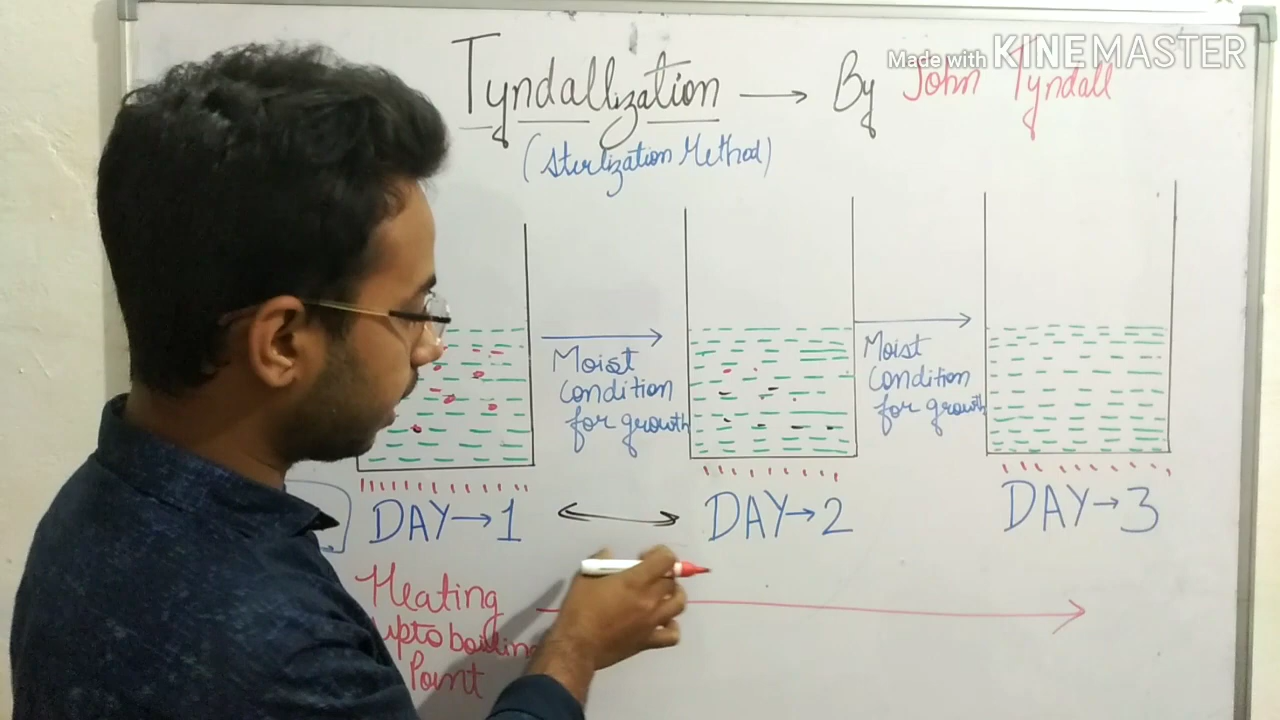 Made with KINEMASTER
Tyndallization → By John Tyndall
(Sterlization Method)
Moist
Condition
for growth
Moist
Condition
for growth
DAY→1
DAY→2
DAY→3
Heating
upto boiling
Point